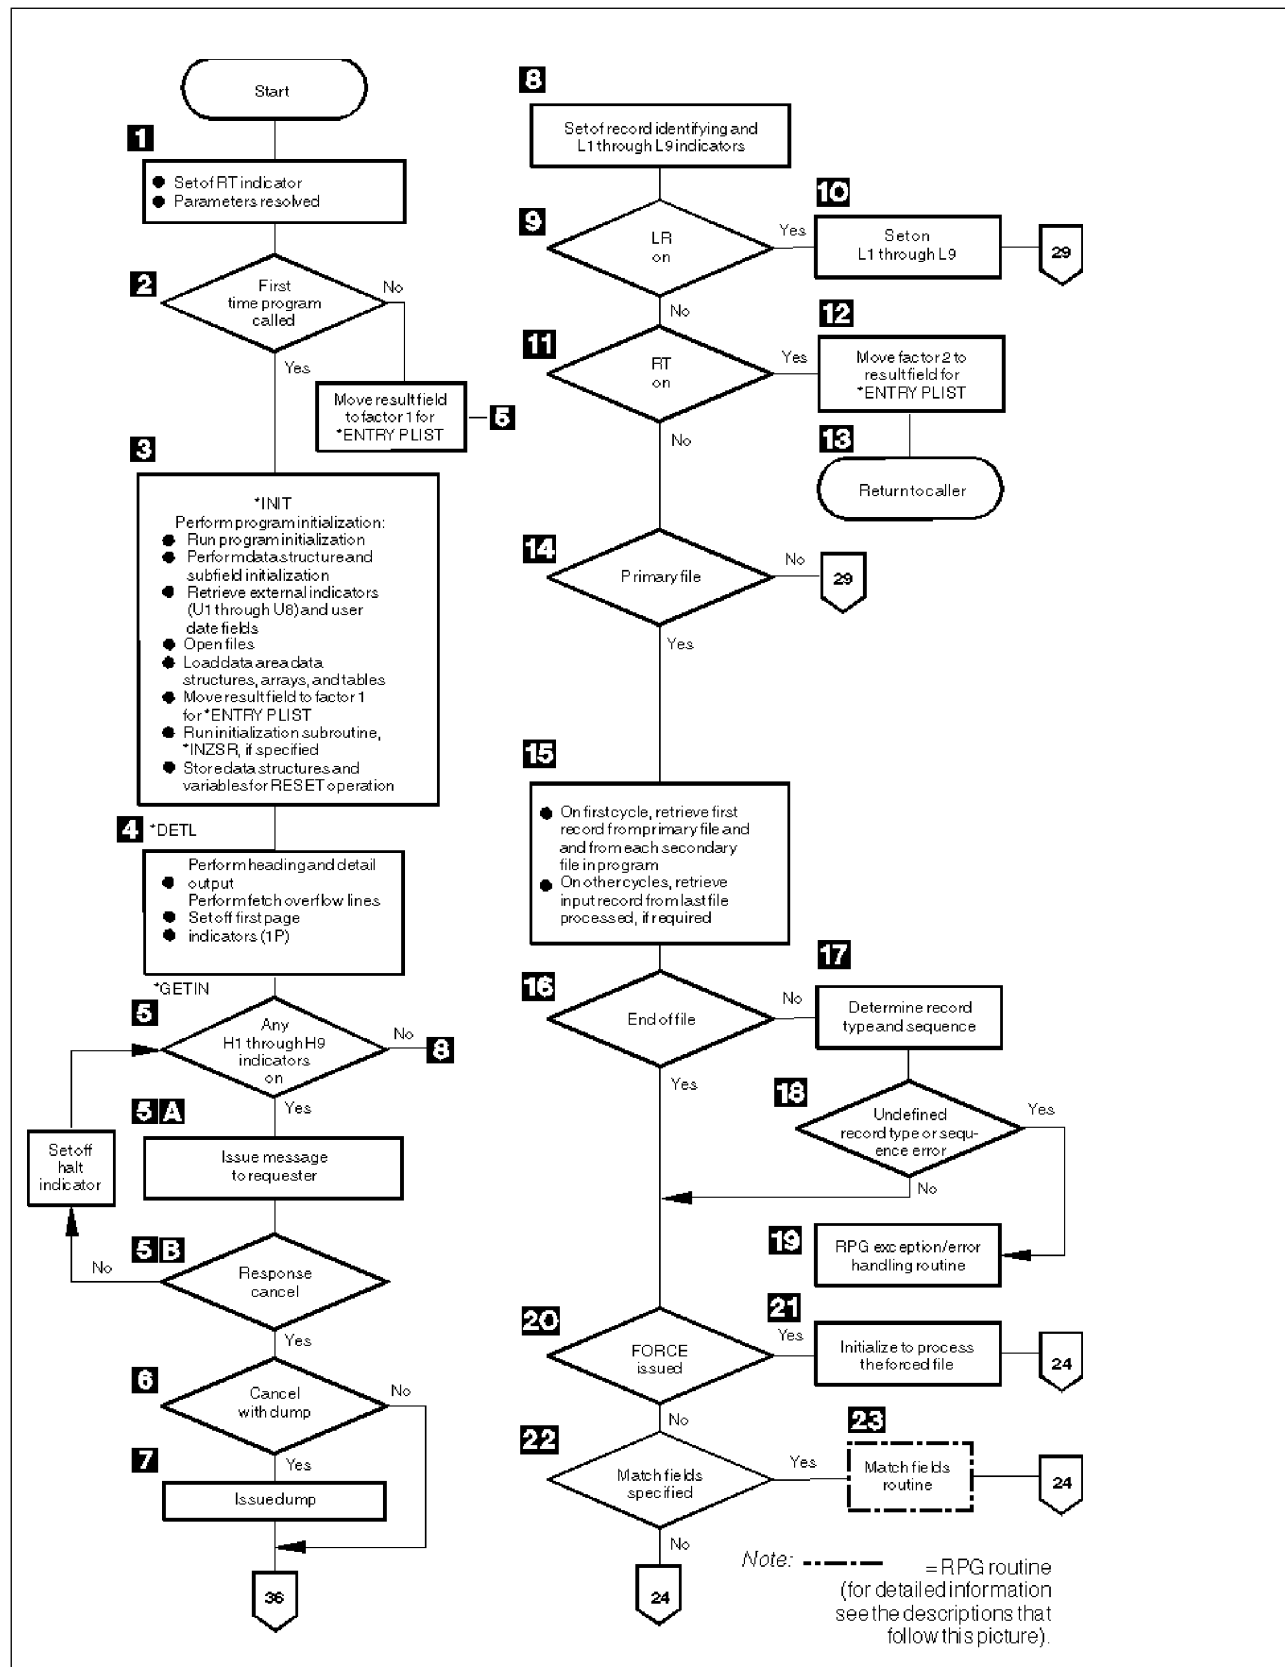 Start
1
● Setof RT indicator
● Parameters resolved
2
First
time program
called
No
Yes
Move result field
to factor 1 for
*ENTRY PLIST
5
3
*INIT
Perform program initialization:
● Run program initialization
● Perform data structure and
subfield initialization
● Retrieve external indicators
(U1 through U8) and user
date fields
● Open files
● Load data area data
structures, arrays, and tables
● Move result field to factor 1
for *ENTRY PLIST
● Run initialization subroutine,
*INZSR, if specified
● Store data structures and
variables for RESET operation
4
*DETL
Perform heading and detail
● output
Perform fetch overflow lines
● Set off first page
● indicators (1P)
*GETIN
5
Any
H1 through H9
indicators
on
No
8
Yes
5 A
Issue message
to requester
Set off
halt
indicator
5 B
Response
cancel
No
Yes
6
Cancel
with dump
No
Yes
7
Issue dump
36
8
Set of record identifying and
L1 through L9 indicators
9
LR
on
Yes
10
Set on
L1 through L9
29
No
11
RT
on
Yes
12
Move factor 2 to
result field for
*ENTRY PLIST
No
13
Return to caller
14
Primary file
No
29
Yes
15
● On first cycle, retrieve first
record from primary file and
and from each secondary
file in program
● On other cycles, retrieve
input record from last file
processed, if required
16
End of file
No
17
Determine record
type and sequence
Yes
18
Undefined
record type or sequ-
ence error
Yes
No
19
RPG exception/error
handling routine
20
FORCE
issued
Yes
21
Initialize to process
the forced file
24
No
22
Match fields
specified
Yes
23
Match fields
routine
24
No
24
Note:
= RPG routine
(for detailed information
see the descriptions that
follow this picture).